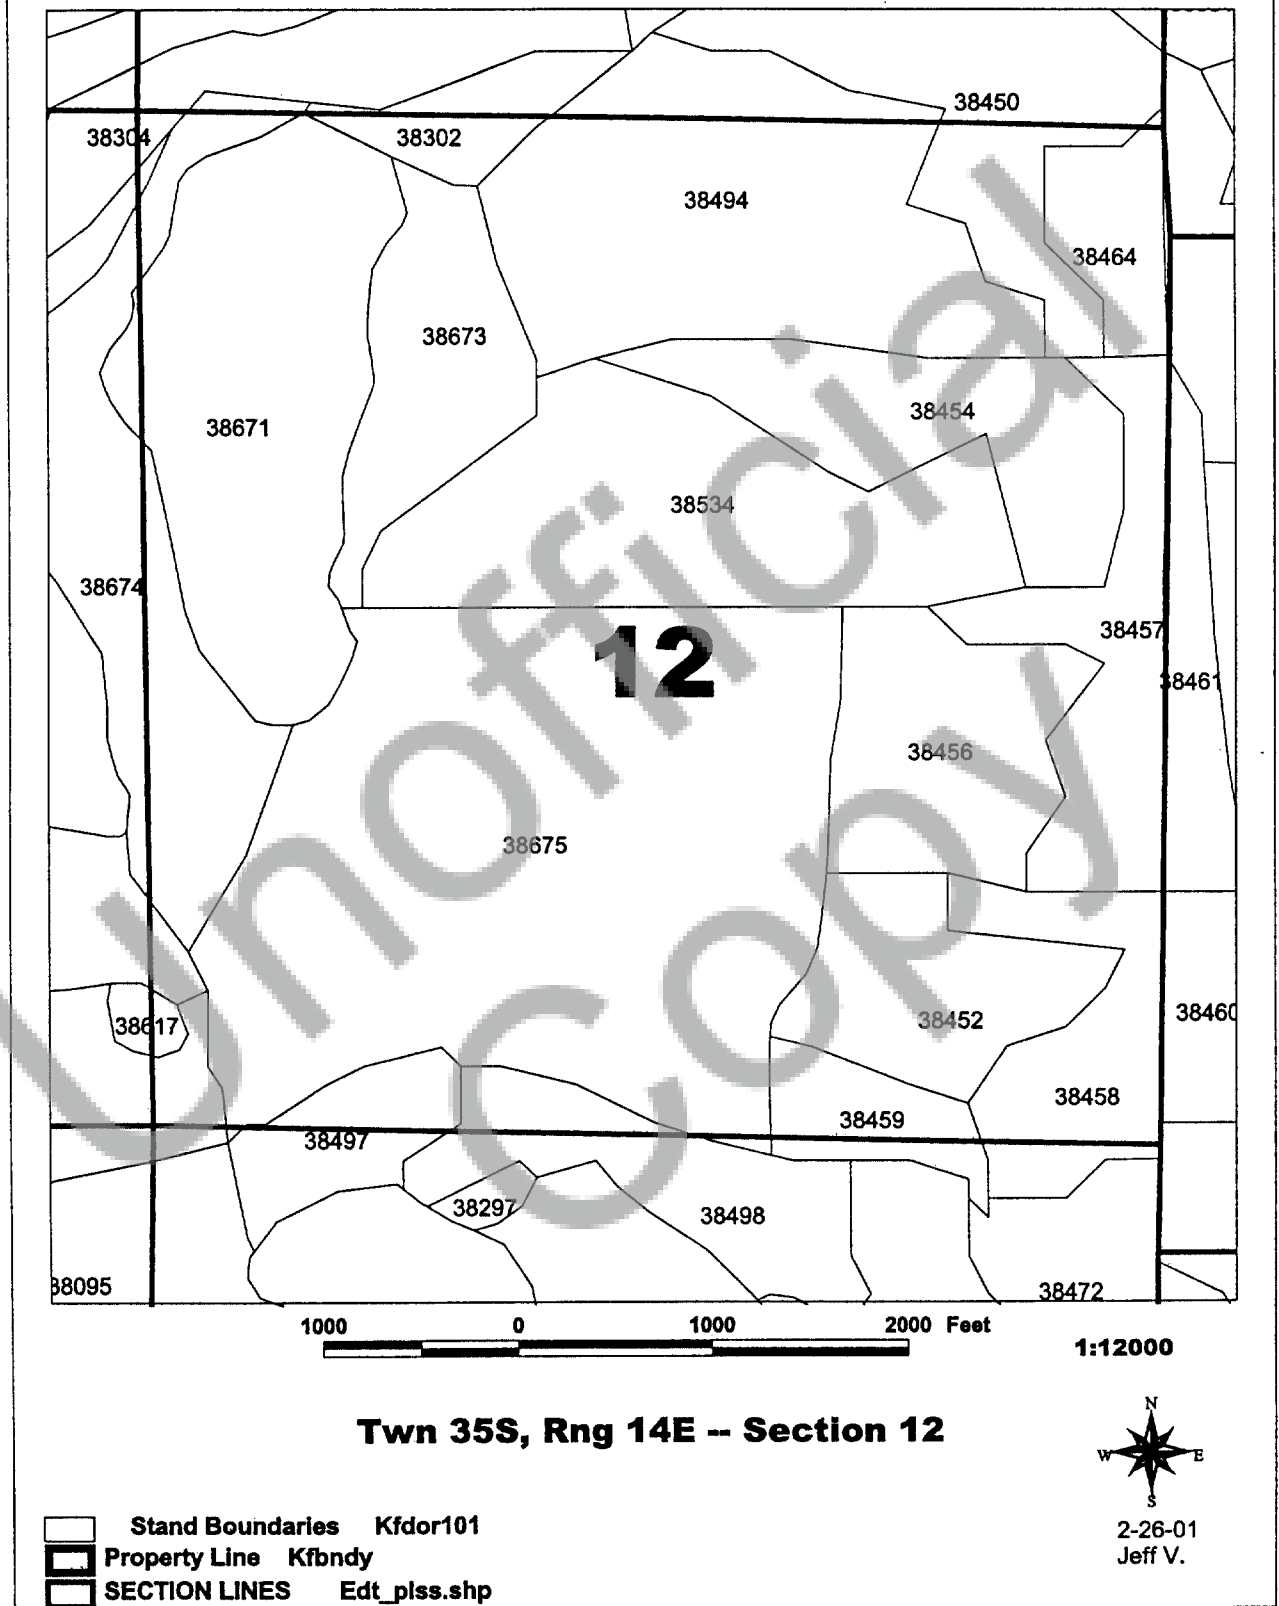 38450
38304
38302
38494
38464
38673
38454
38671
38534
38674
12
38457
38461
38456
38675
38460
38617
38452
38458
38459
38497
38297
38498
38095
38472
Unofficial
Copy
1000 0 1000 2000 Feet
1:12000
Twn 35S, Rng 14E -- Section 12
N
W E
S
2-26-01
Jeff V.
Stand Boundaries Kfdor101
Property Line Kfbndy
SECTION LINES Edt_plss.shp